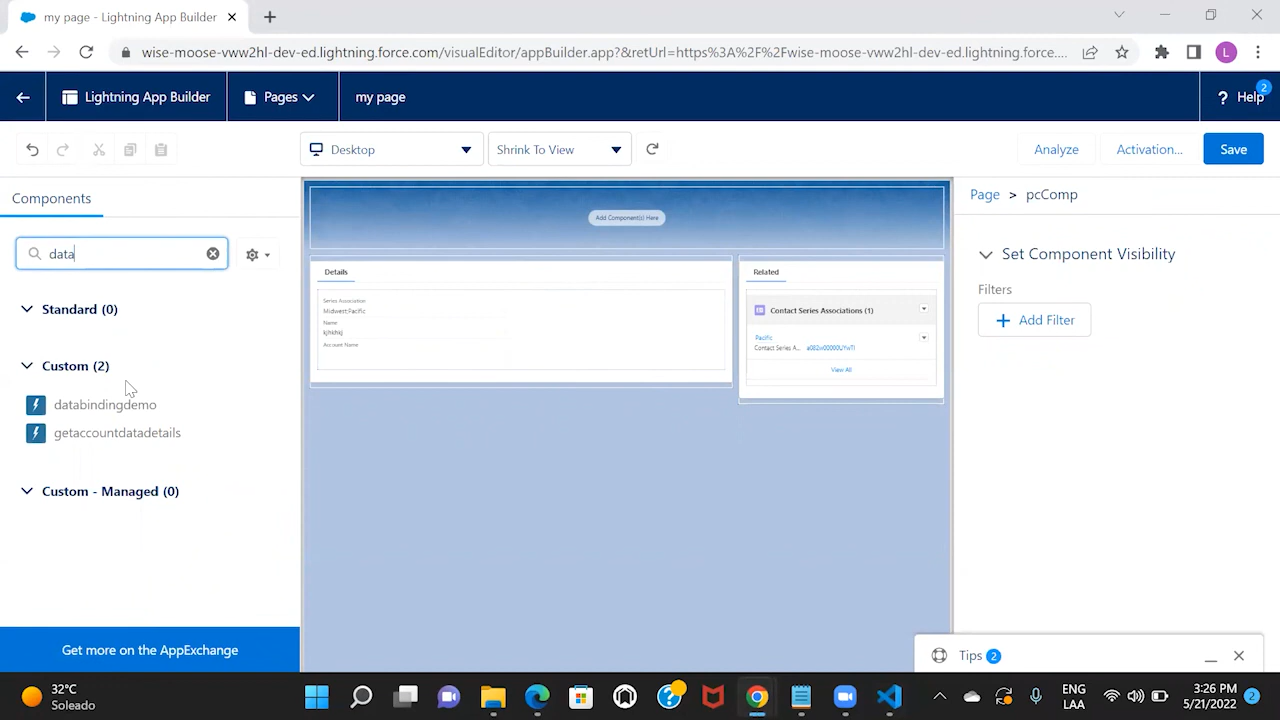 my page - Lightning App Builder
wise-moose-vww2hl-dev-ed.lightning.force.com/visualEditor/appBuilder.app?&retUrl=https%3A%2F%2Fwise-moose-vww2hl-dev-ed.lightning.force....
L
Lightning App Builder
Pages
my page
? Help
2
Desktop
Shrink To View
Analyze
Activation...
Save
Components
data
Standard (0)
Custom (2)
databindingdemo
getaccountdatadetails
Custom - Managed (0)
Get more on the AppExchange
Add Component(s) Here
Details
Series Association
Midwest;Pacific
Name
kjhkhkj
Account Name
Related
Contact Series Associations (1)
Pacific
Contact Series A...
View All
Page > pcComp
Set Component Visibility
Filters
Add Filter
Tips 2
32°C
Soleado
ENG
LAA
3:26 PM
5/21/2022
2